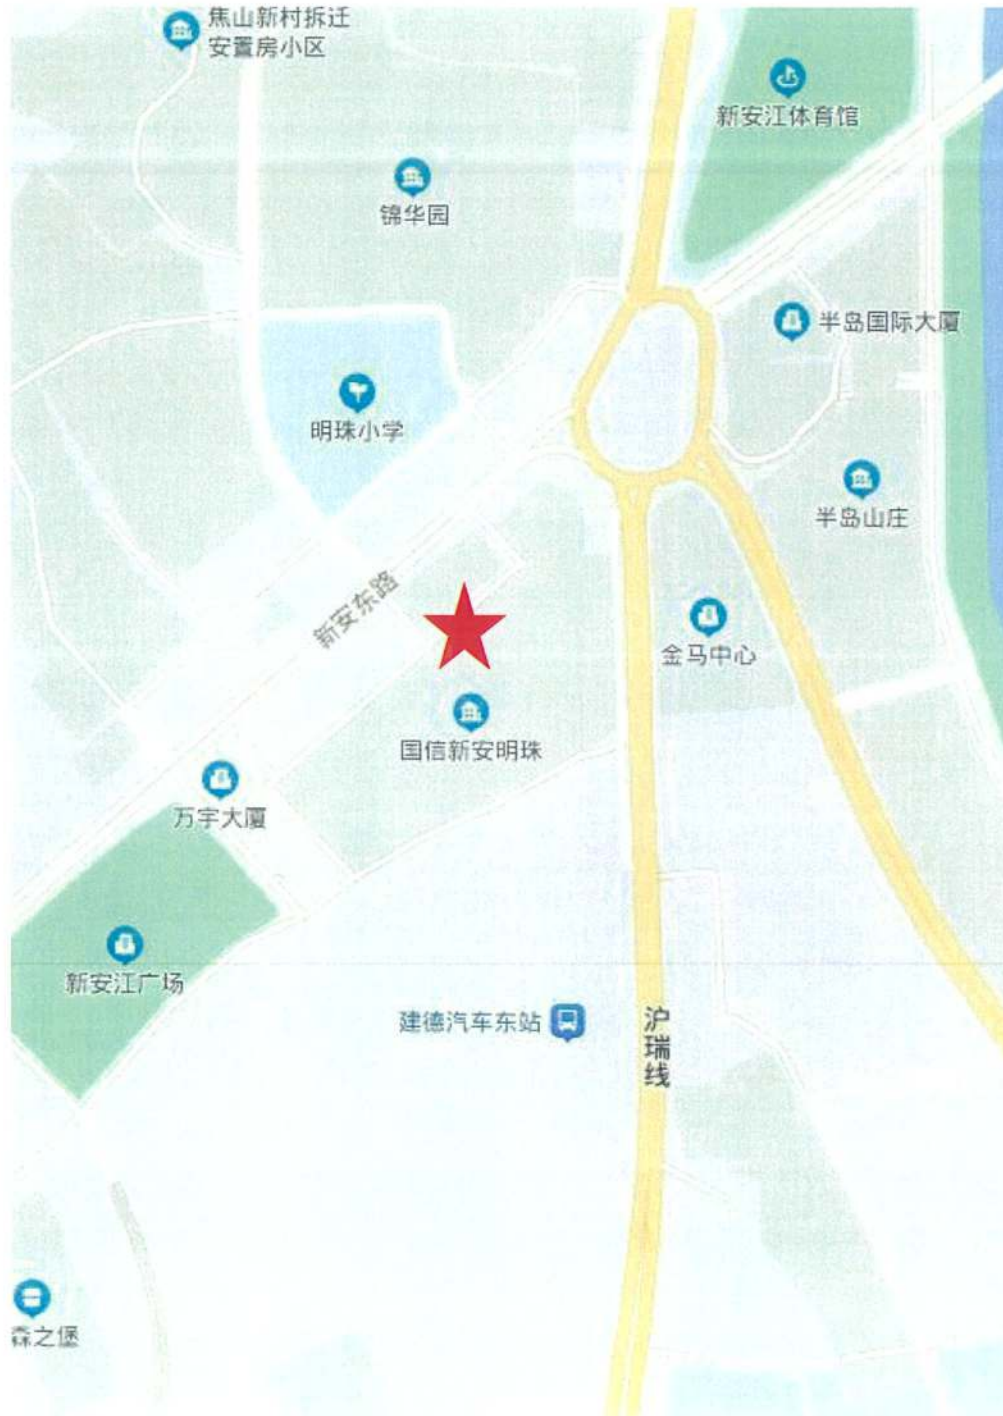 焦山新村拆迁
安置房小区
新安江体育馆
锦华园
半岛国际大厦
明珠小学
半岛山庄
新安东路
金马中心
国信新安明珠
万宇大厦
新安江广场
建德汽车东站
沪瑞线
森之堡